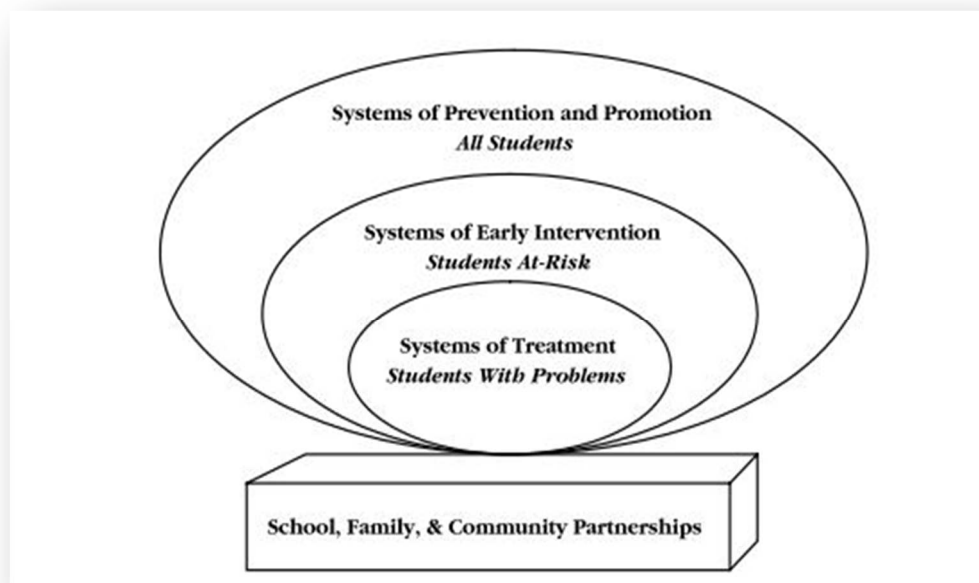 Systems of Prevention and Promotion
All Students
Systems of Early Intervention
Students At-Risk
Systems of Treatment
Students With Problems
School, Family, & Community Partnerships